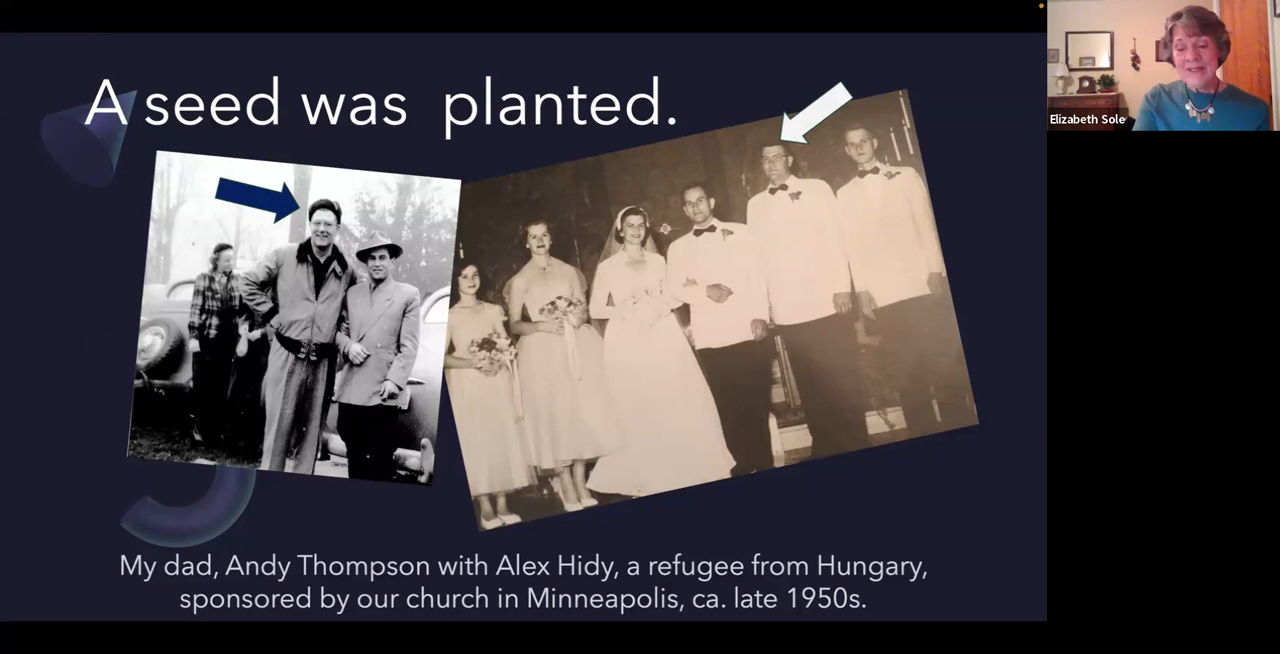 A seed was planted.
My dad, Andy Thompson with Alex Hidy, a refugee from Hungary,
sponsored by our church in Minneapolis, ca. late 1950s.
Elizabeth Sole